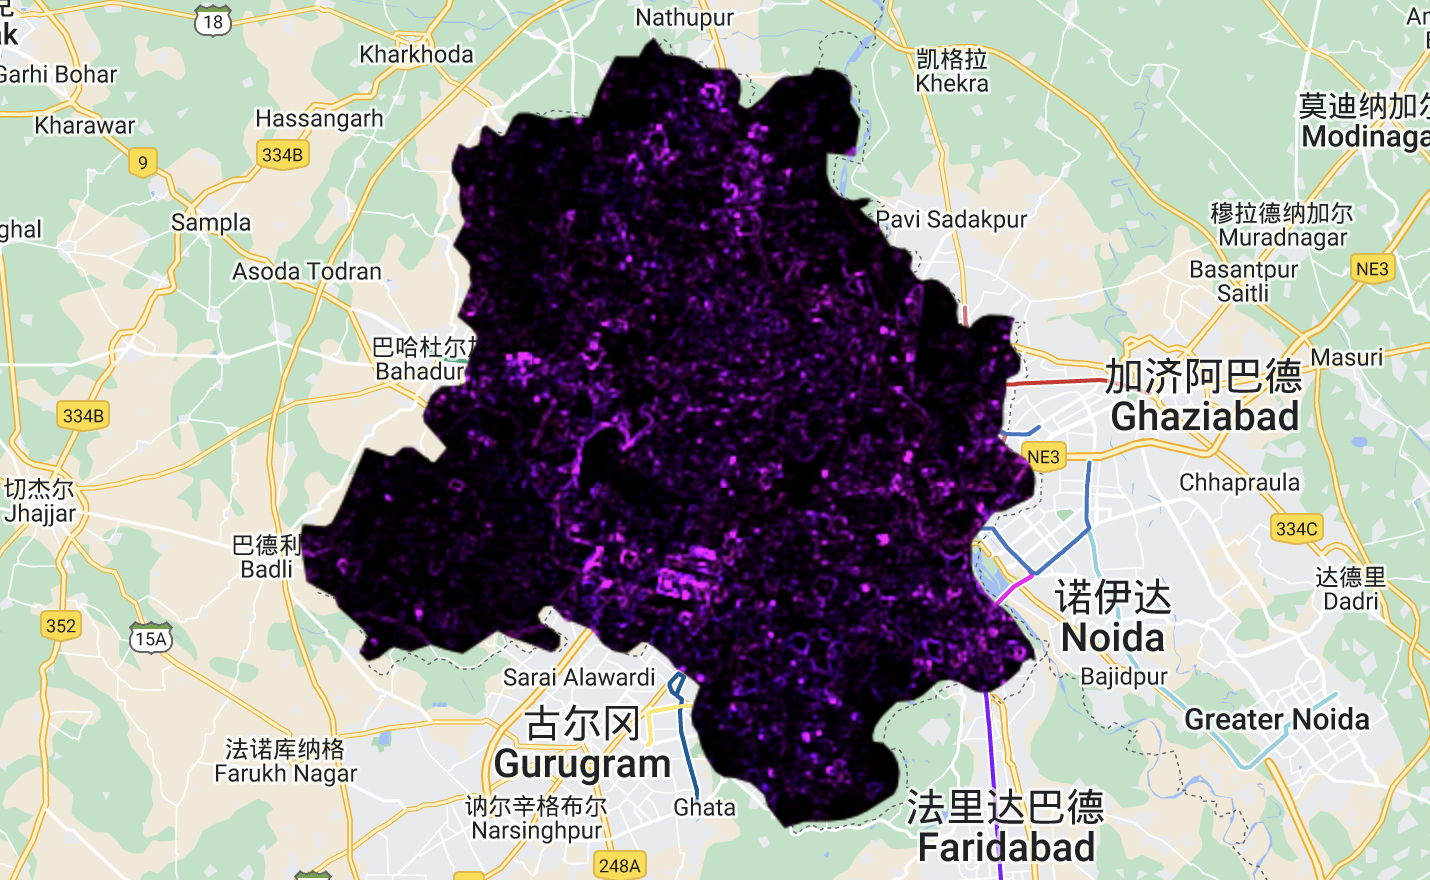 Nathupur
18
Kharkhoda
凯格拉
Khekra
Garhi Bohar
莫迪纳加尔
Modinaga
Hassangarh
Kharawar
334B
9
Sampla
穆拉德纳加尔
Muradnagar
Pavi Sadakpur
ghal
Asoda Todran
Basantpur
Saitli
NE3
巴哈杜尔
Bahadur
Masuri
加济阿巴德
Ghaziabad
334B
NE3
切杰尔
Jhajjar
Chhapraula
334C
巴德利
Badli
达德里
Dadri
诺伊达
Noida
352
15A
Sarai Alawardi
Bajidpur
古尔冈
Gurugram
Greater Noida
法诺库纳格
Farukh Nagar
讷尔辛格布尔
Narsinghpur
Ghata
法里达巴德
Faridabad
248A